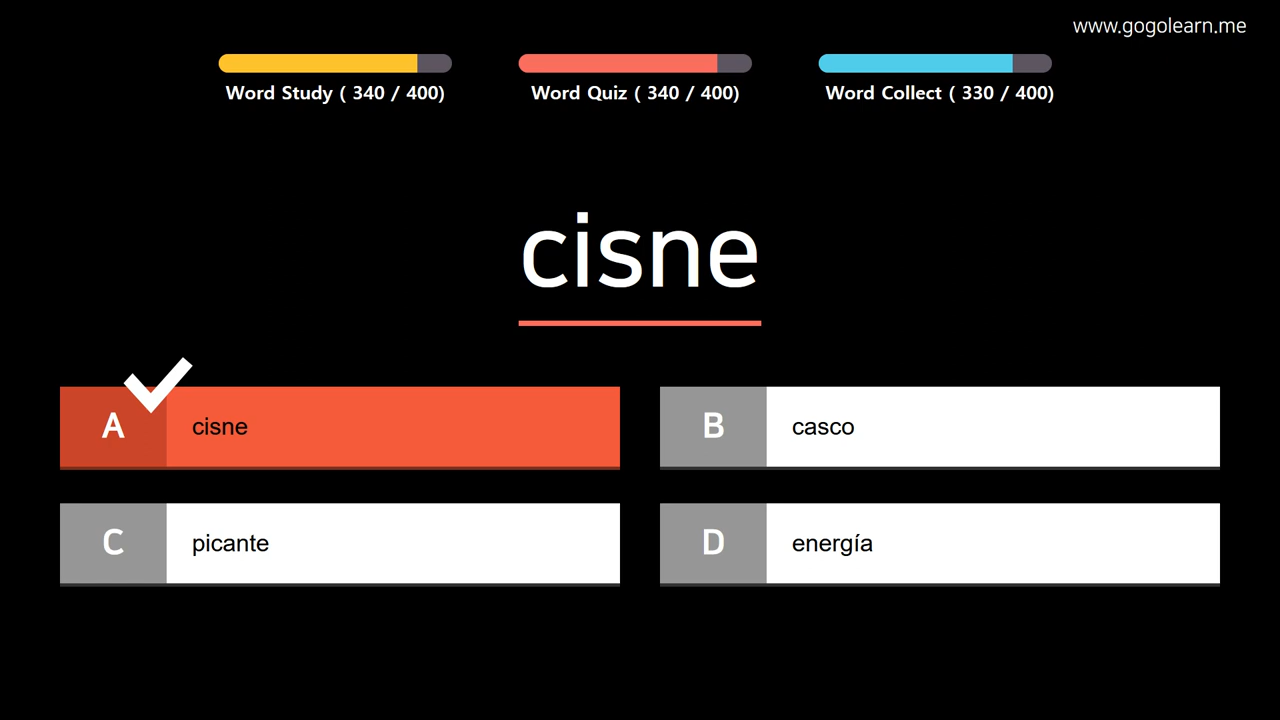 www.gogolearn.me
Word Study ( 340 / 400)
Word Quiz ( 340 / 400)
Word Collect ( 330 / 400)
cisne
A cisne
B casco
C picante
D energía